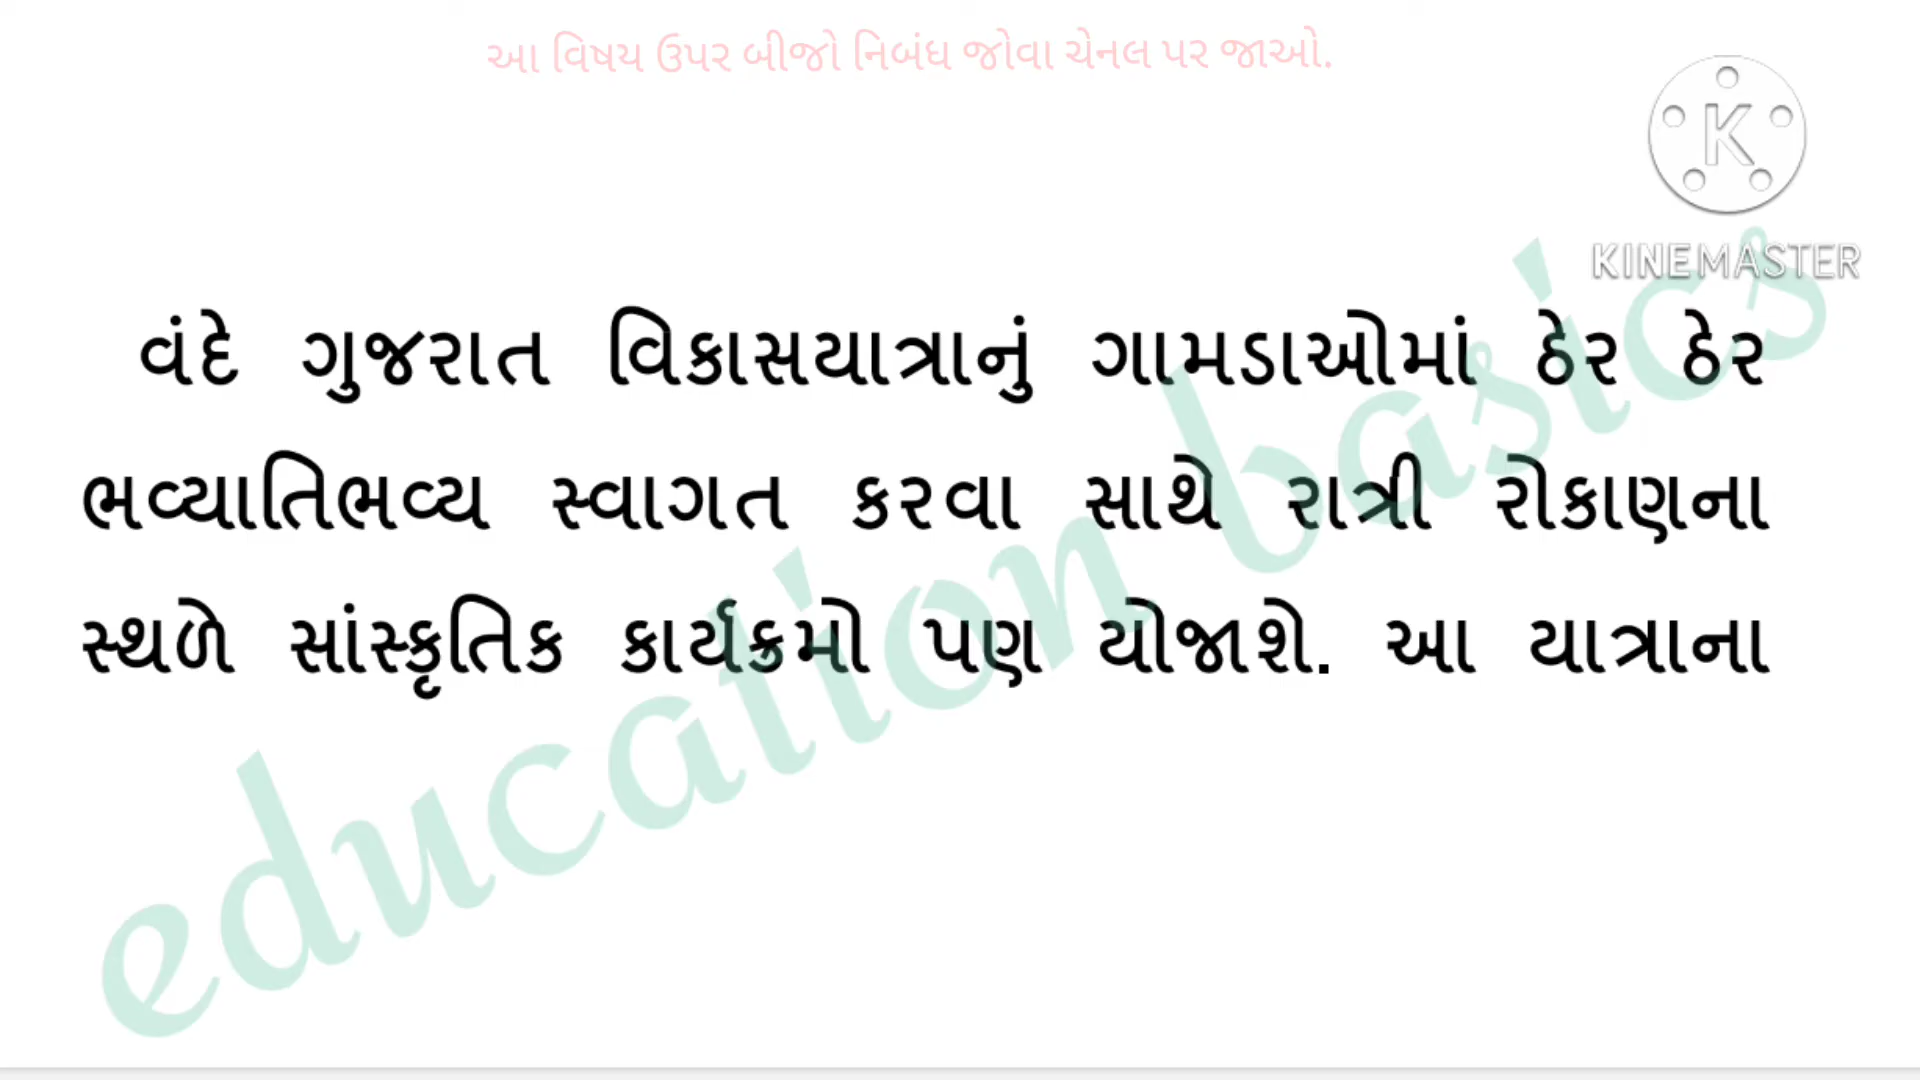 આ વિષય ઉપર બીજો નિબંધ જોવા ચેનલ પર જાઓ.
K
KINEMASTER
વંદે ગુજરાત વિકાસયાત્રાનું ગામડાઓમાં ઠેર ઠેર
ભવ્યાતિભવ્ય સ્વાગત કરવા સાથે રાત્રી રોકાણના
સ્થળે સાંસ્કૃતિક કાર્યક્રમો પણ યોજાશે. આ યાત્રાના
education basics